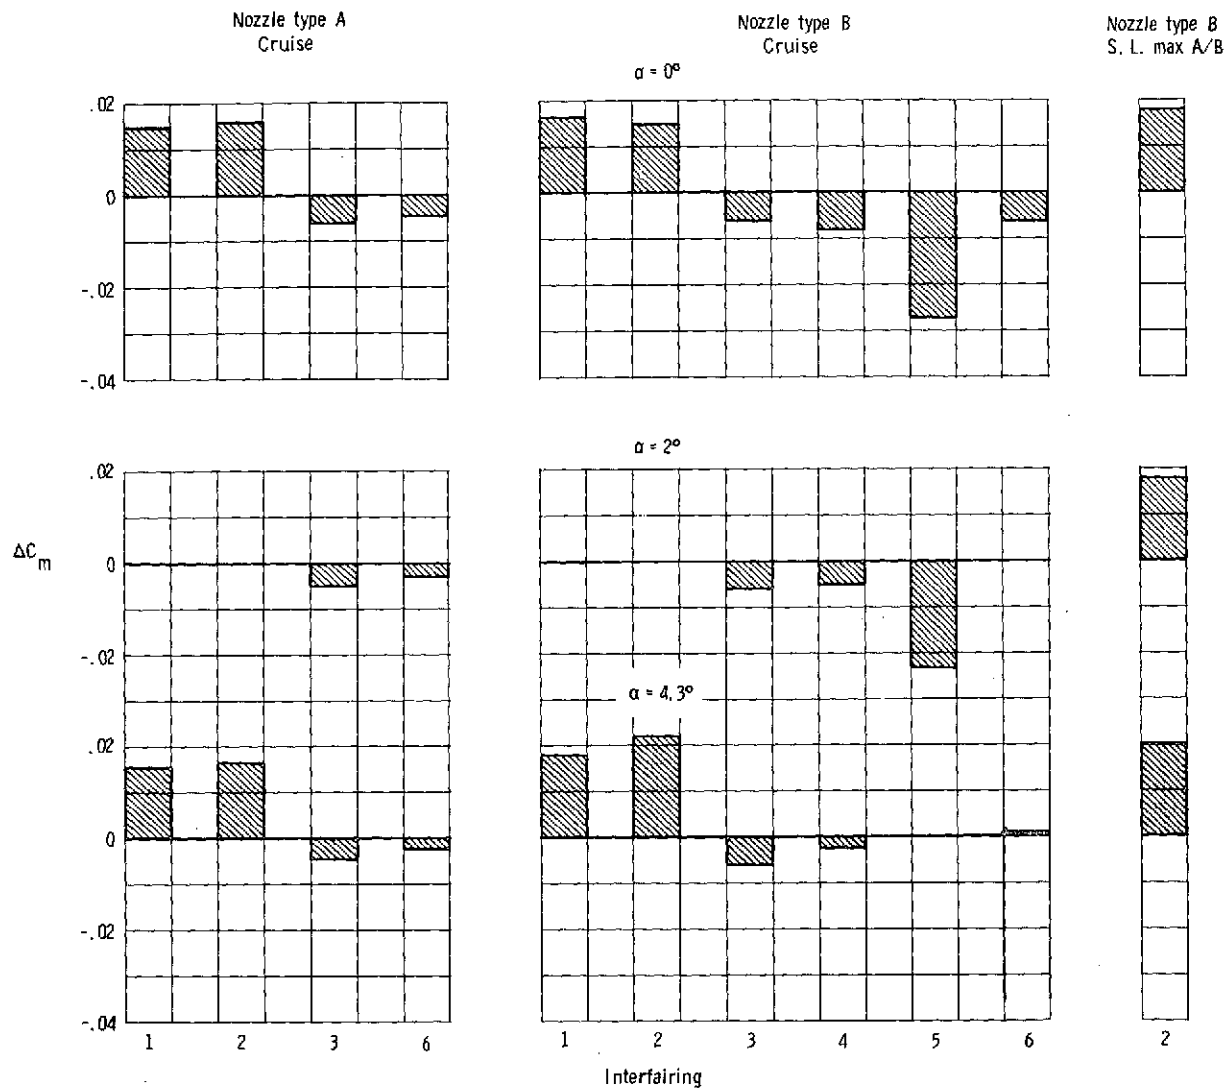 Nozzle type A
Cruise
Nozzle type B
Cruise
Nozzle type B
S. L. max A/B
α = 0°
.02
0
-.02
-.04
α = 2°
.02
ΔCm
0
-.02
α = 4.3°
.02
0
-.02
-.04
1 2 3 6 1 2 3 4 5 6 2
Interfairing